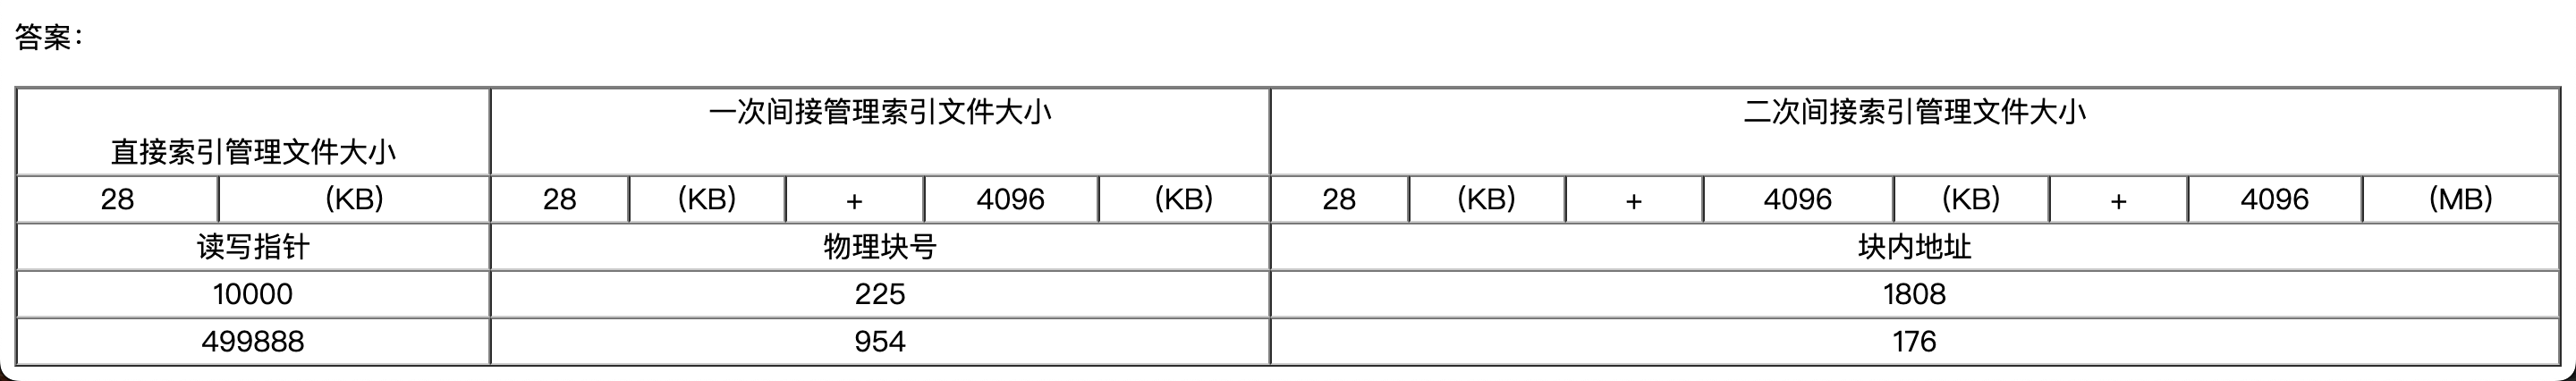 答案：
直接索引管理文件大小 一次间接管理索引文件大小 二次间接索引管理文件大小
28 (KB) 28 (KB) + 4096 (KB) 28 (KB) + 4096 (KB) + 4096 (MB)
读写指针 物理块号 块内地址
10000 225 1808
499888 954 176